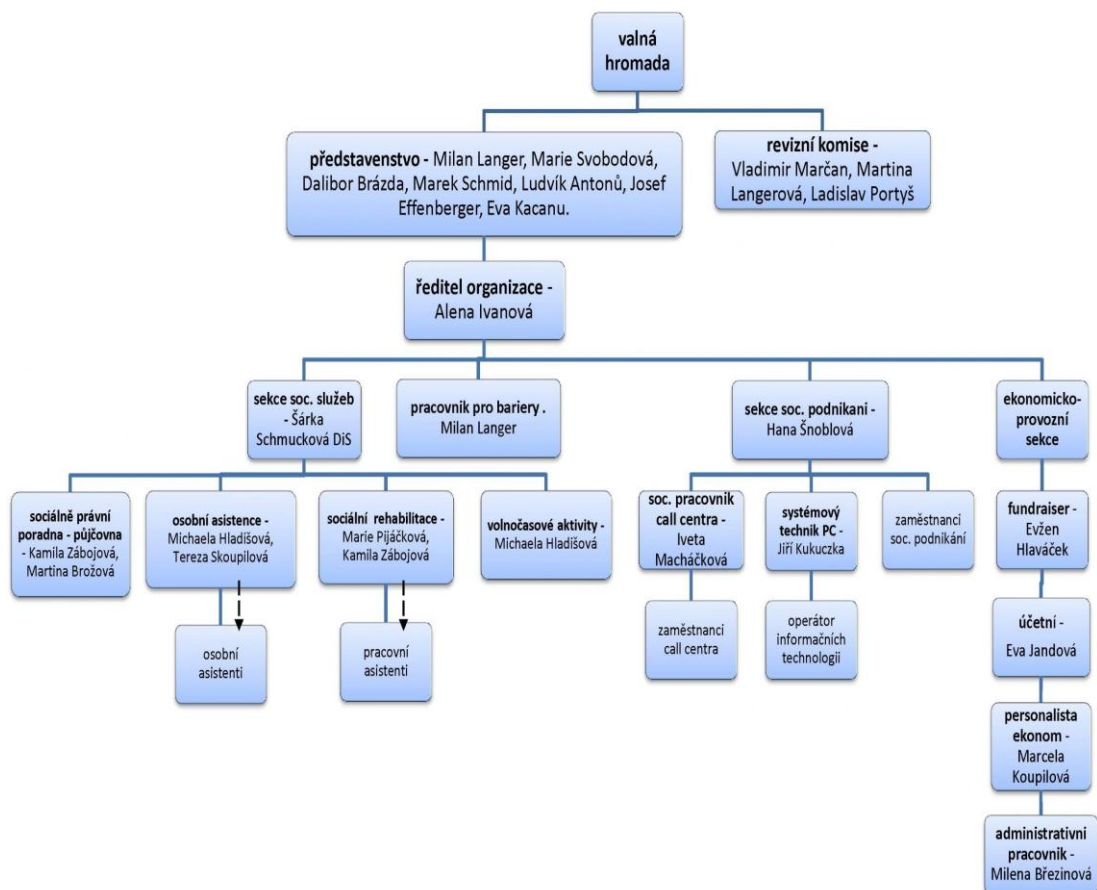 valná
hromada
představenstvo - Milan Langer, Marie Svobodová,
Dalibor Brázda, Marek Schmid, Ludvík Antonů, Josef
Effenberger, Eva Kacanu.
revizní komise -
Vladimir Marčan, Martina
Langerová, Ladislav Portyš
ředitel organizace -
Alena Ivanová
sekce soc. služeb
- Šárka
Schmucková DiS
pracovnik pro bariery .
Milan Langer
sekce soc. podnikani -
Hana Šnoblová
ekonomicko-
provozní
sekce
sociálně právní
poradna - půjčovna
- Kamila Zábojová,
Martina Brožová
osobní asistence -
Michaela Hladišová,
Tereza Skoupilová
sociální rehabilitace -
Marie Pijáčková,
Kamila Zábojová
volnočasové aktivity -
Michaela Hladišová
soc. pracovnik
call centra -
Iveta
Macháčková
systémový
technik PC -
Jiří Kukuczka
zaměstnanci
soc. podnikání
fundraiser -
Evžen
Hlaváček
osobní
asistenti
pracovní
asistenti
zaměstnanci
call centra
operátor
informačních
technologii
účetní -
Eva Jandová
personalista
ekonom -
Marcela
Koupilová
administrativni
pracovnik -
Milena Březinová